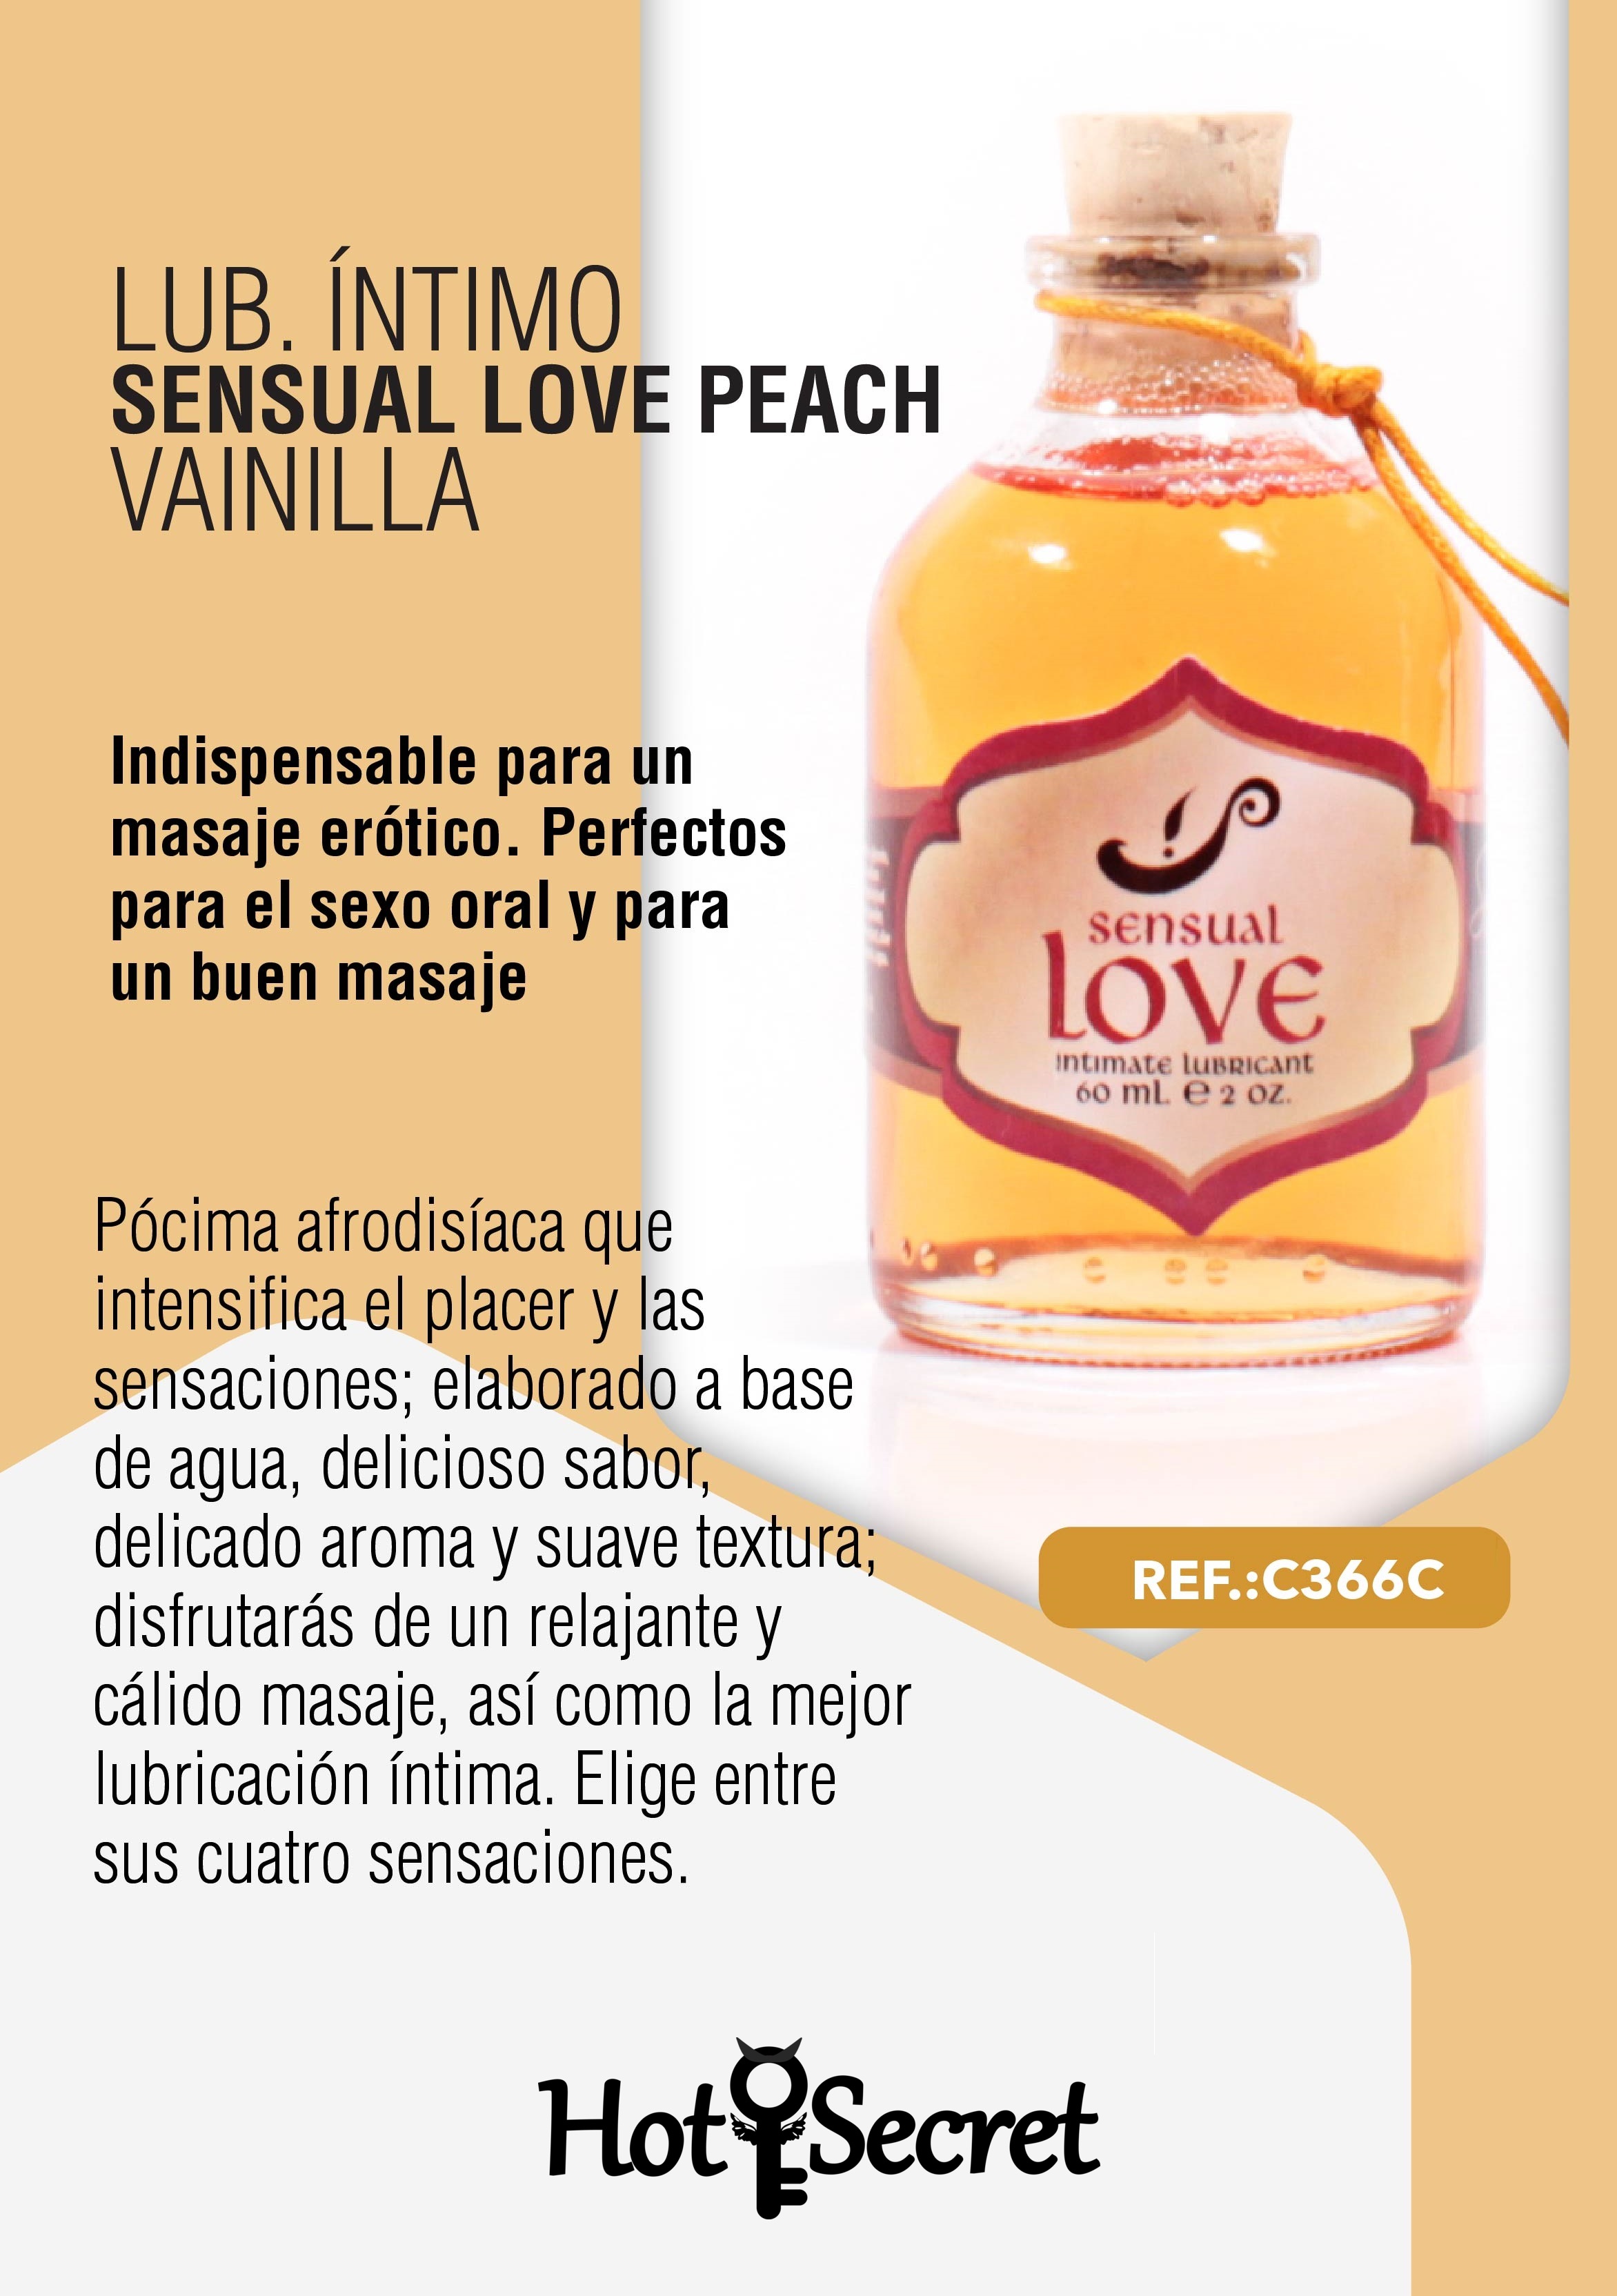 LUB. ÍNTIMO
SENSUAL LOVE PEACH
VAINILLA
Indispensable para un
masaje erótico. Perfectos
para el sexo oral y para
un buen masaje
Pócima afrodisíaca que
intensifica el placer y las
sensaciones; elaborado a base
de agua, delicioso sabor,
delicado aroma y suave textura;
disfrutarás de un relajante y
cálido masaje, así como la mejor
lubricación íntima. Elige entre
sus cuatro sensaciones.
sensual
LOVE
intimate lubricant
60 ml. e 2 oz.
REF.:C366C
Hot Secret